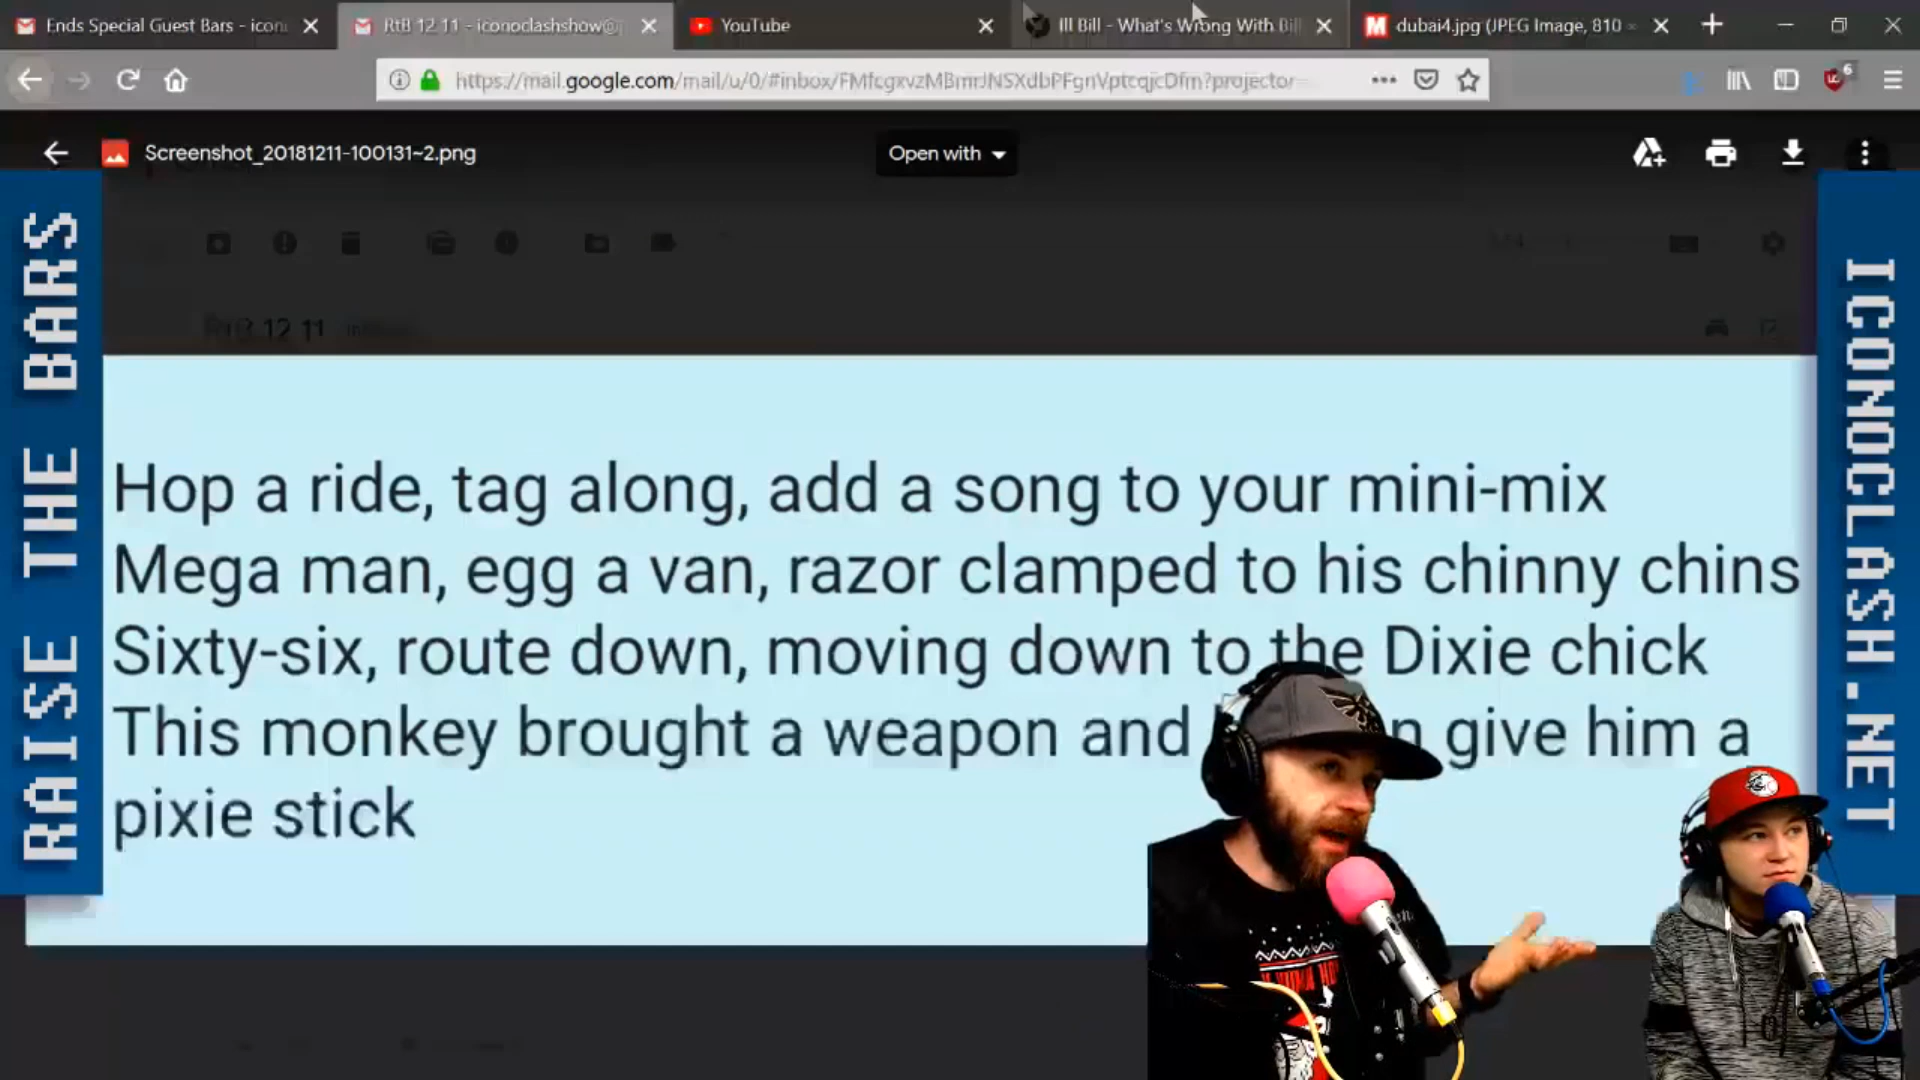 Ends Special Guest Bars - icon
RtB 12 11 - iconoclashshow@
YouTube
Ill Bill - What's Wrong With Bill
dubai4.jpg (JPEG Image, 810
https://mail.google.com/mail/u/0/#inbox/FMfcgxvzMBmrJNSXdbPFgnVptcqjcDfm?projector=
6
Screenshot_20181211-100131~2.png
Open with
RtB 12 11
RAISE THE BARS
ICONOCLASH.NET
Hop a ride, tag along, add a song to your mini-mix
Mega man, egg a van, razor clamped to his chinny chins
Sixty-six, route down, moving down to the Dixie chick
This monkey brought a weapon and give him a
pixie stick